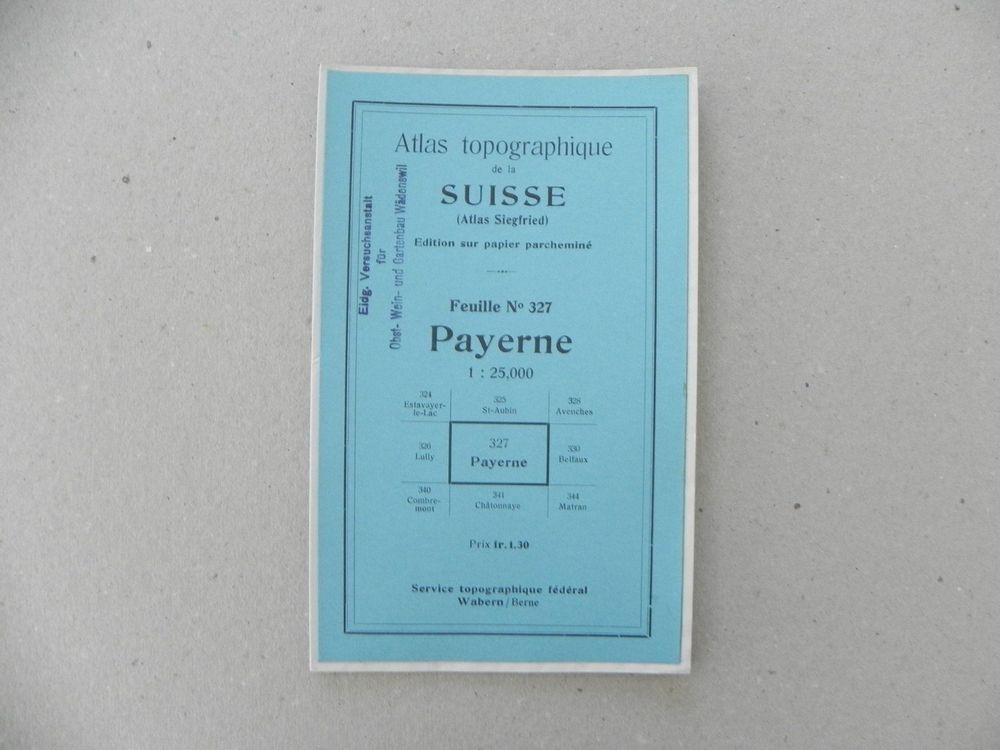 Atlas topographique
de la
SUISSE
(Atlas Siegfried)
Edition sur papier parcheminé
Eidg. Versuchsanstalt
für
Obst- Wein- und Gartenbau Wädenswil
Feuille No 327
Payerne
1 : 25,000
324
Estavayer-
le-Lac
325
St-Aubin
328
Avenches
326
Lully
327
Payerne
330
Belfaux
340
Combre-
mont
341
Châtonnaye
344
Matran
Prix fr. 1.30
Service topographique fédéral
Wabern / Berne